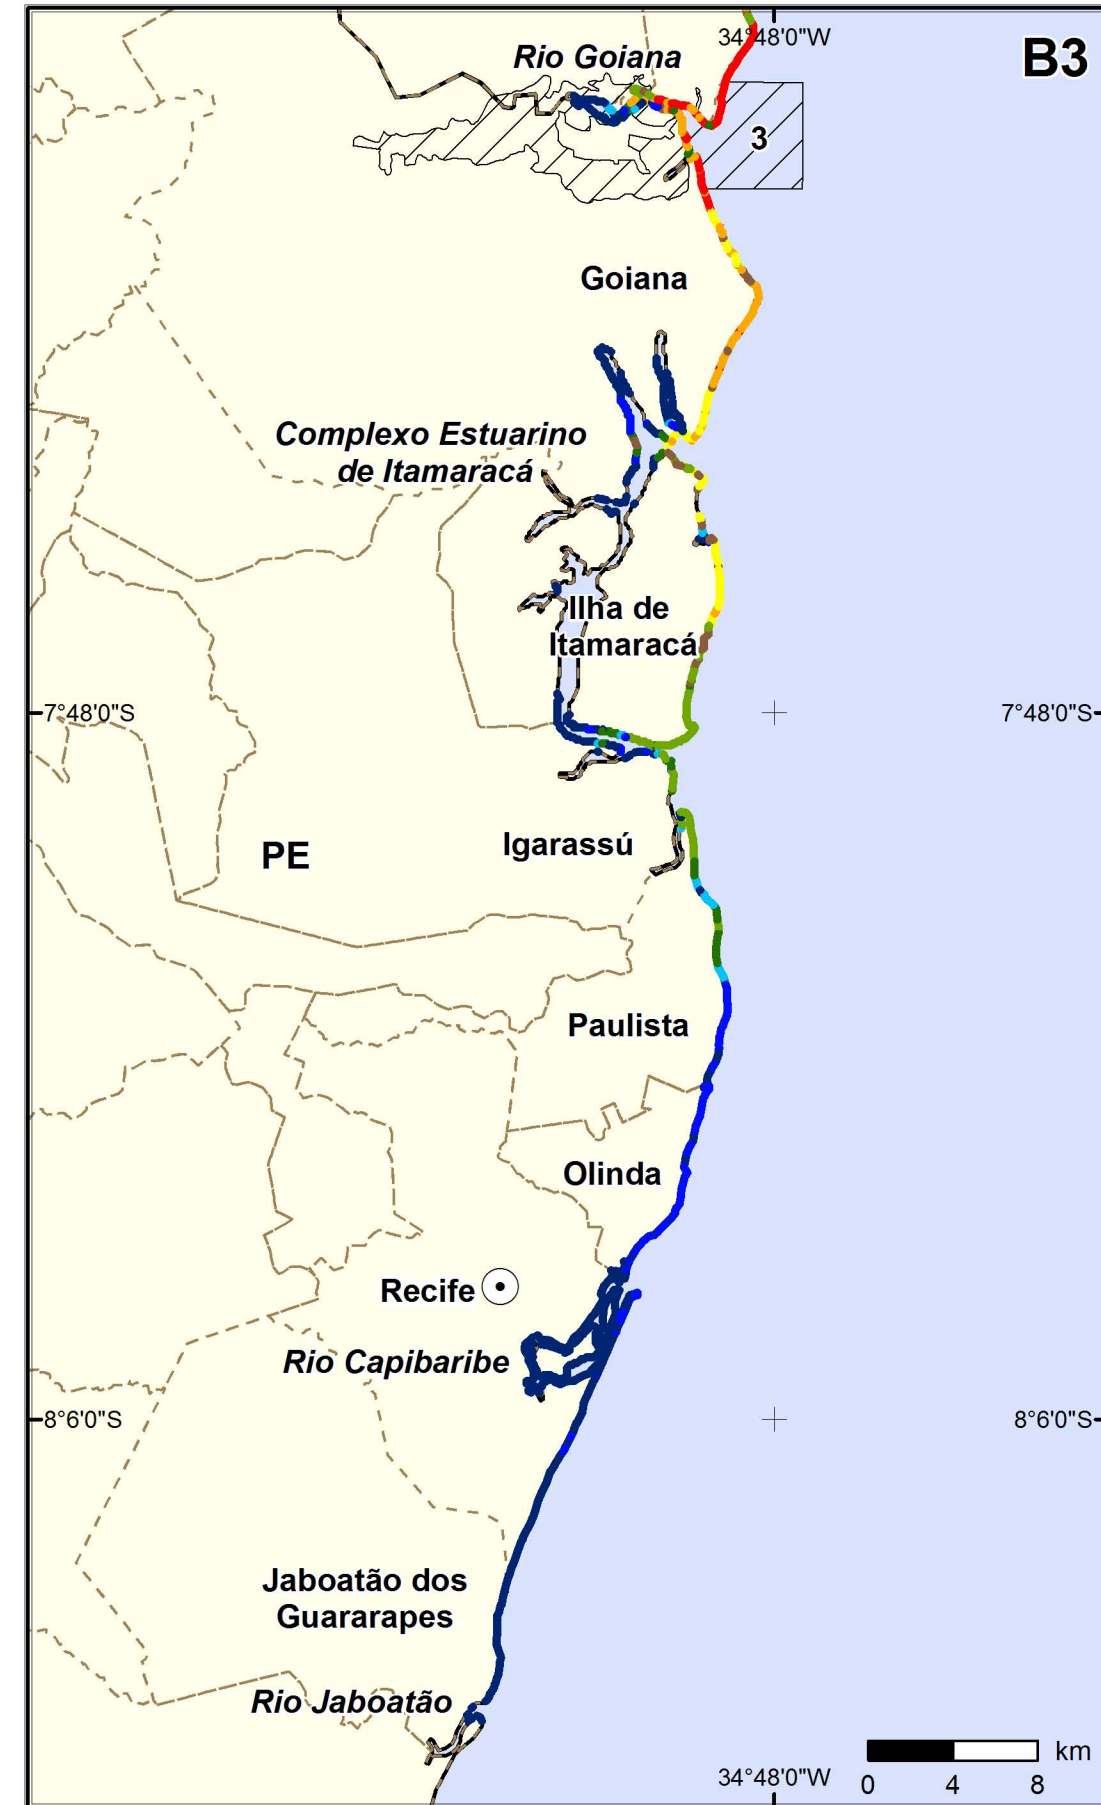 34°48'0"W
B3
Rio Goiana
3
Goiana
Complexo Estuarino
de Itamaracá
Ilha de
Itamaracá
7°48'0"S
7°48'0"S
Igarassú
PE
Paulista
Olinda
Recife
Rio Capibaribe
8°6'0"S
8°6'0"S
Jaboatão dos
Guararapes
Rio Jaboatão
34°48'0"W
km
0 4 8